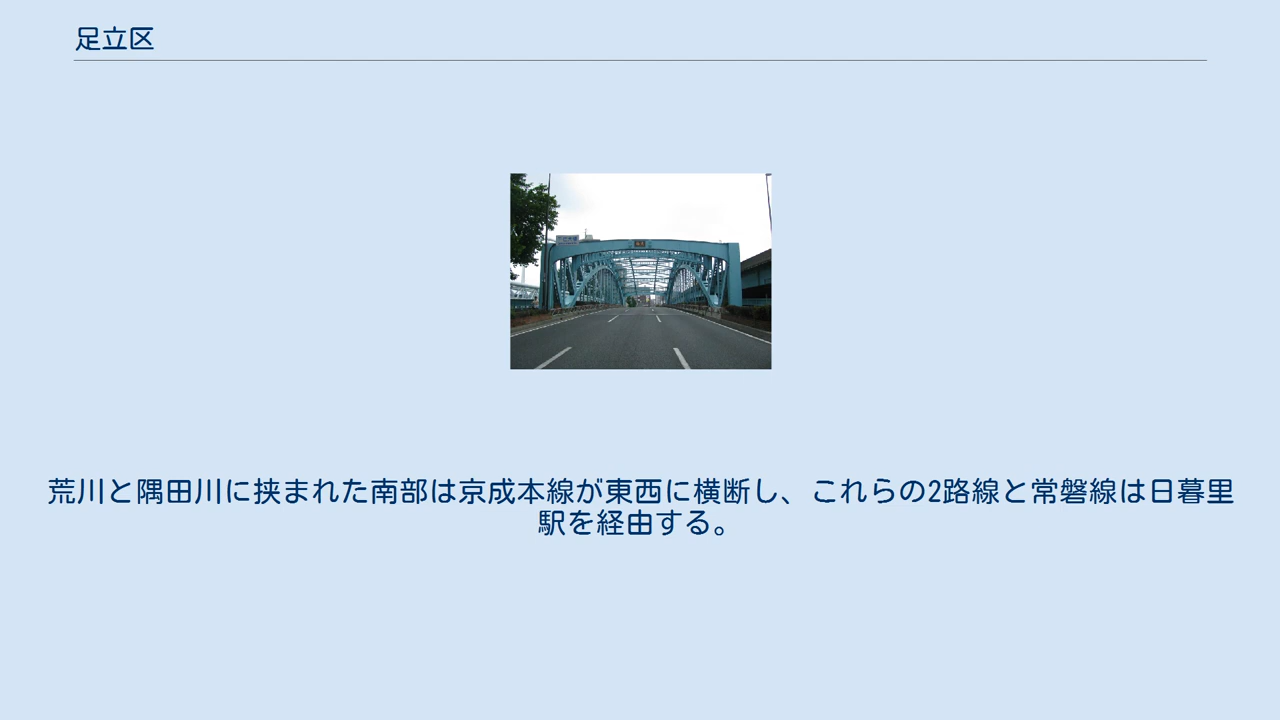 足立区
荒川と隅田川に挟まれた南部は京成本線が東西に横断し、これらの2路線と常磐線は日暮里
駅を経由する。